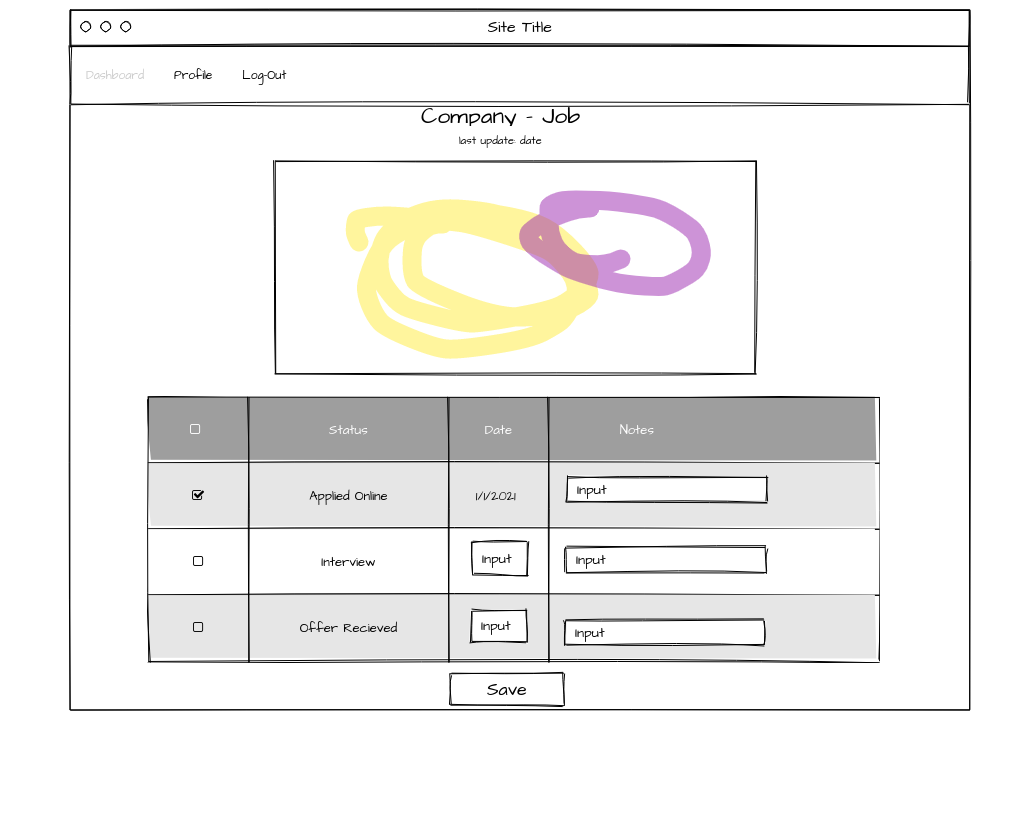 Site Title
Dashboard Profile Log-Out
Company - Job
last update: date
Status Date Notes
Applied Online 1/1/2021 Input
Interview Input Input
Offer Recieved Input Input
Save